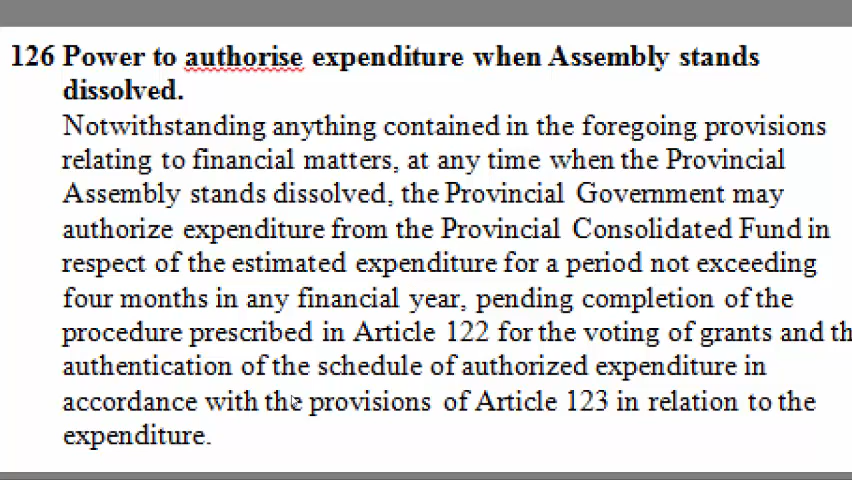 126 Power to authorise expenditure when Assembly stands
dissolved.
Notwithstanding anything contained in the foregoing provisions
relating to financial matters, at any time when the Provincial
Assembly stands dissolved, the Provincial Government may
authorize expenditure from the Provincial Consolidated Fund in
respect of the estimated expenditure for a period not exceeding
four months in any financial year, pending completion of the
procedure prescribed in Article 122 for the voting of grants and th
authentication of the schedule of authorized expenditure in
accordance with the provisions of Article 123 in relation to the
expenditure.